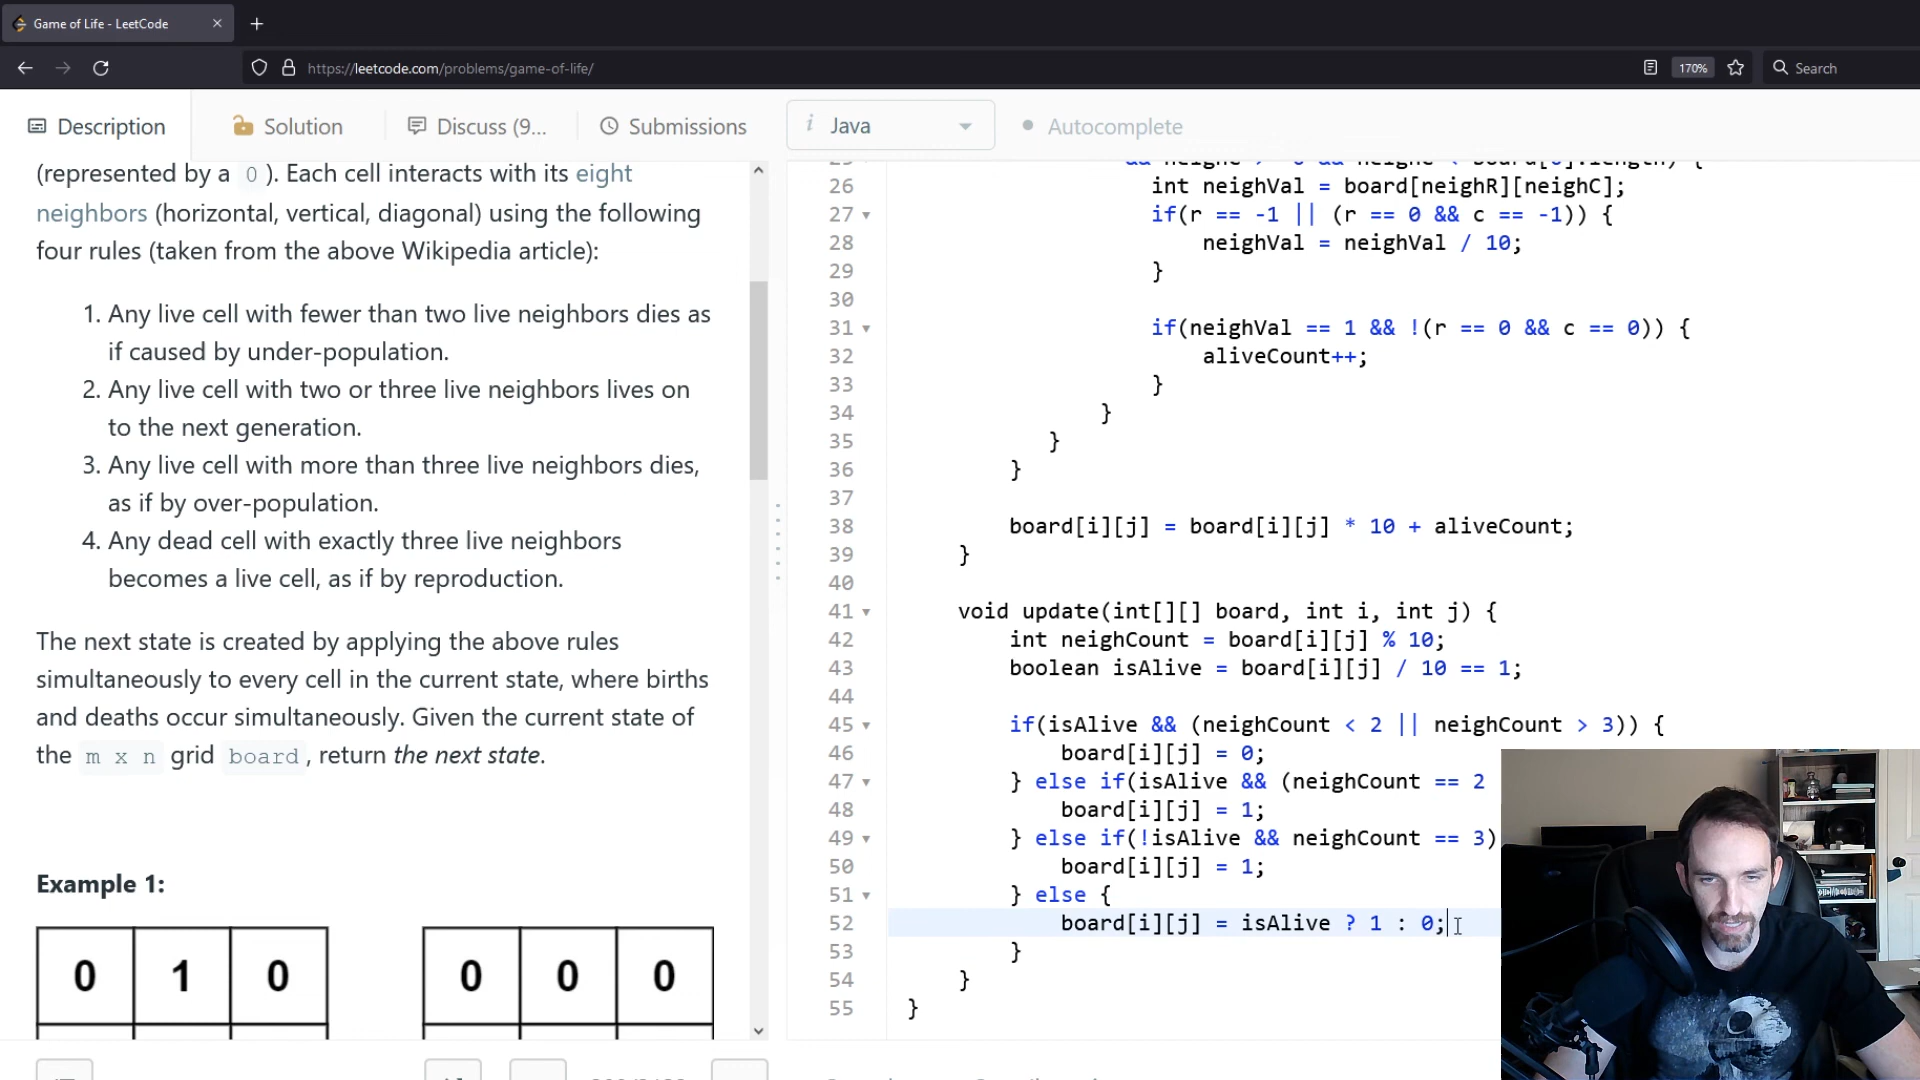 Game of Life - LeetCode
https://leetcode.com/problems/game-of-life/
170%
Search
Description
Solution
Discuss (9...
Submissions
i Java
Autocomplete
(represented by a 0 ). Each cell interacts with its eight
neighbors (horizontal, vertical, diagonal) using the following
four rules (taken from the above Wikipedia article):
1. Any live cell with fewer than two live neighbors dies as
if caused by under-population.
2. Any live cell with two or three live neighbors lives on
to the next generation.
3. Any live cell with more than three live neighbors dies,
as if by over-population.
4. Any dead cell with exactly three live neighbors
becomes a live cell, as if by reproduction.
The next state is created by applying the above rules
simultaneously to every cell in the current state, where births
and deaths occur simultaneously. Given the current state of
the m x n grid board, return the next state.
Example 1:
0 1 0
0 0 0
26 int neighVal = board[neighR][neighC];
27 if(r == -1 || (r == 0 && c == -1)) {
28 neighVal = neighVal / 10;
29 }
30
31 if(neighVal == 1 && !(r == 0 && c == 0)) {
32 aliveCount++;
33 }
34 }
35 }
36 }
37
38 board[i][j] = board[i][j] * 10 + aliveCount;
39 }
40
41 void update(int[][] board, int i, int j) {
42 int neighCount = board[i][j] % 10;
43 boolean isAlive = board[i][j] / 10 == 1;
44
45 if(isAlive && (neighCount < 2 || neighCount > 3)) {
46 board[i][j] = 0;
47 } else if(isAlive && (neighCount == 2
48 board[i][j] = 1;
49 } else if(!isAlive && neighCount == 3)
50 board[i][j] = 1;
51 } else {
52 board[i][j] = isAlive ? 1 : 0;
53 }
54 }
55 }